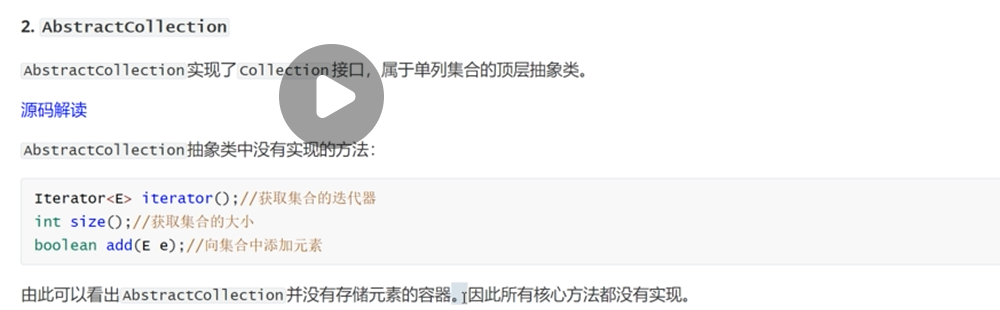 2. AbstractCollection
AbstractCollection实现了Collection接口，属于单列集合的顶层抽象类。
源码解读
AbstractCollection抽象类中没有实现的方法：
Iterator<E> iterator();//获取集合的迭代器
int size();//获取集合的大小
boolean add(E e);//向集合中添加元素
由此可以看出AbstractCollection并没有存储元素的容器。因此所有核心方法都没有实现。